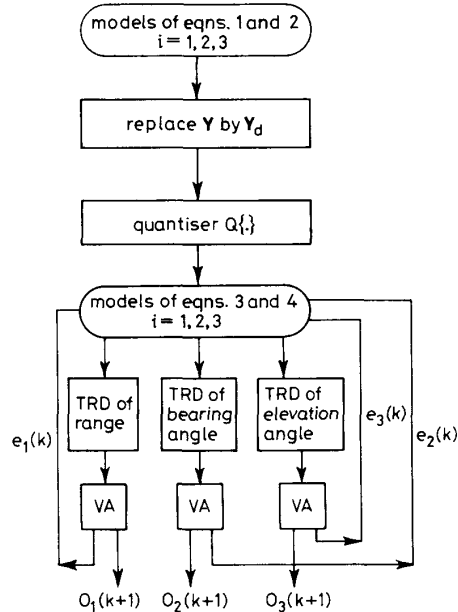 models of eqns. 1 and 2
i = 1,2,3
replace Y by Y_d
quantiser Q{.}
models of eqns. 3 and 4
i = 1,2,3
TRD of
range
TRD of
bearing
angle
TRD of
elevation
angle
e₁(k)
e₃(k)
e₂(k)
VA
VA
VA
O₁(k+1)
O₂(k+1)
O₃(k+1)